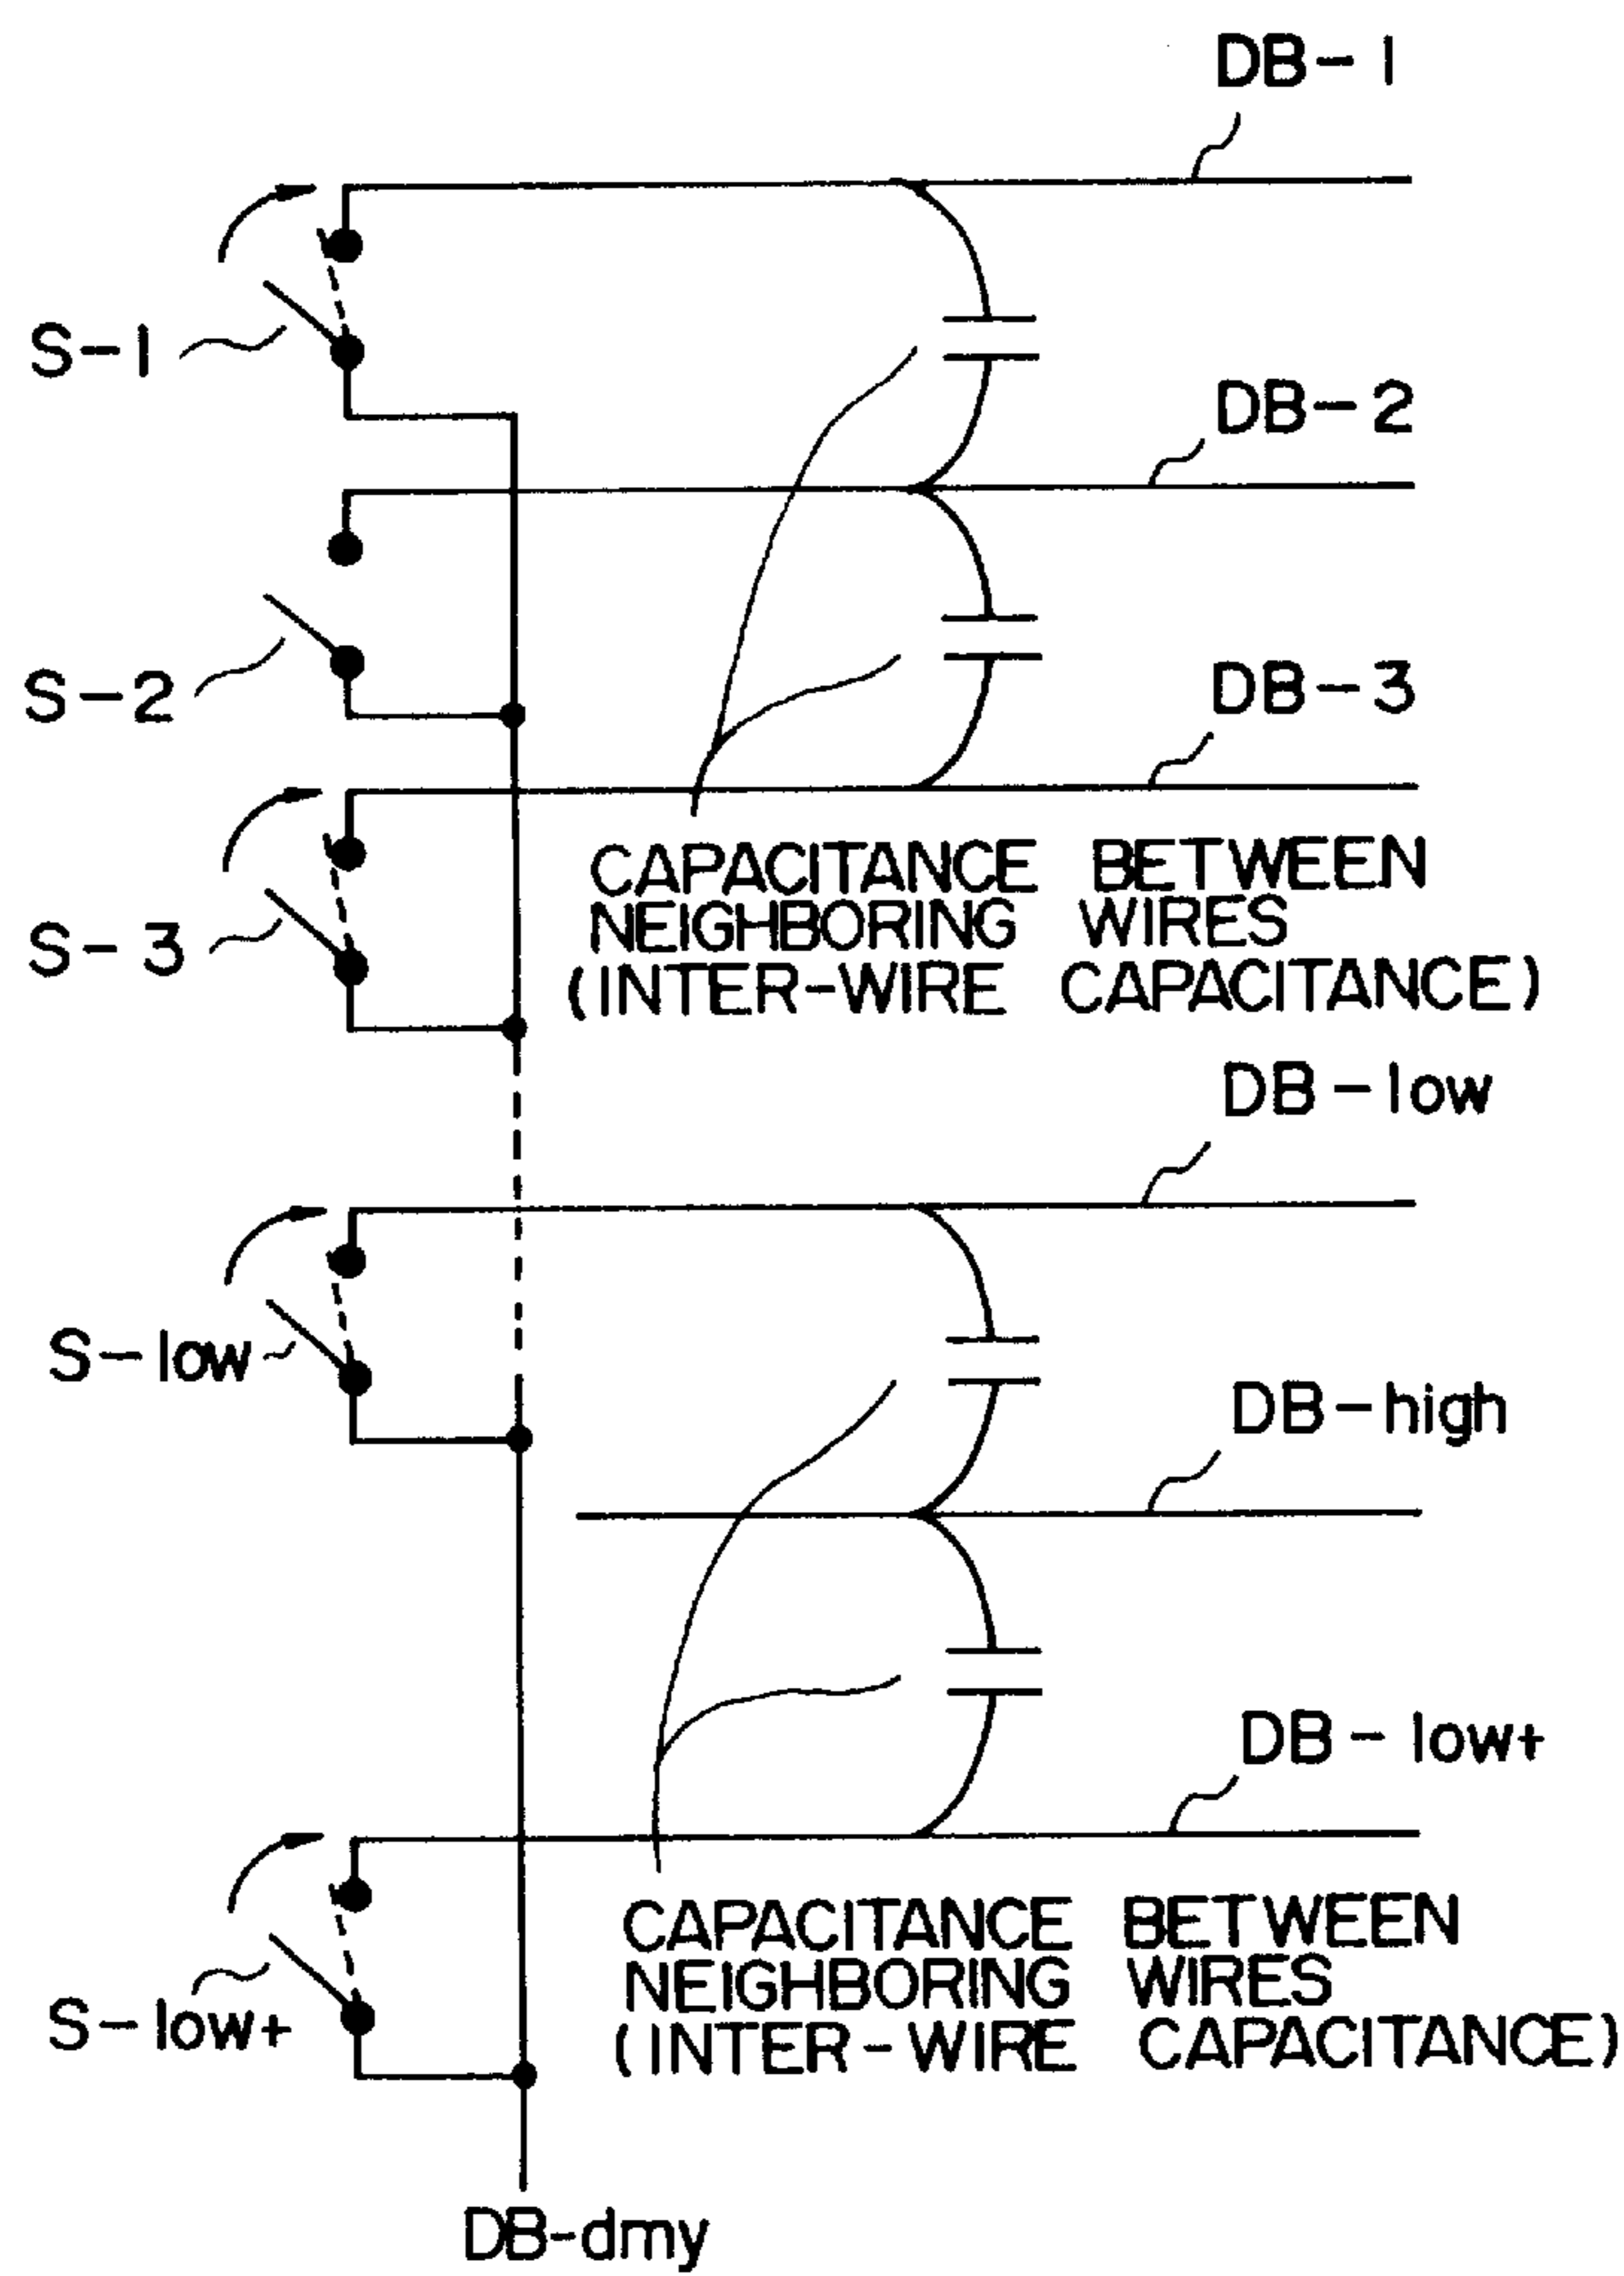 DB-1
S-1
DB-2
S-2
DB-3
CAPACITANCE BETWEEN
NEIGHBORING WIRES
(INTER-WIRE CAPACITANCE)
S-3
DB-low
S-low
DB-high
DB-low+
CAPACITANCE BETWEEN
NEIGHBORING WIRES
(INTER-WIRE CAPACITANCE)
S-low+
DB-dmy